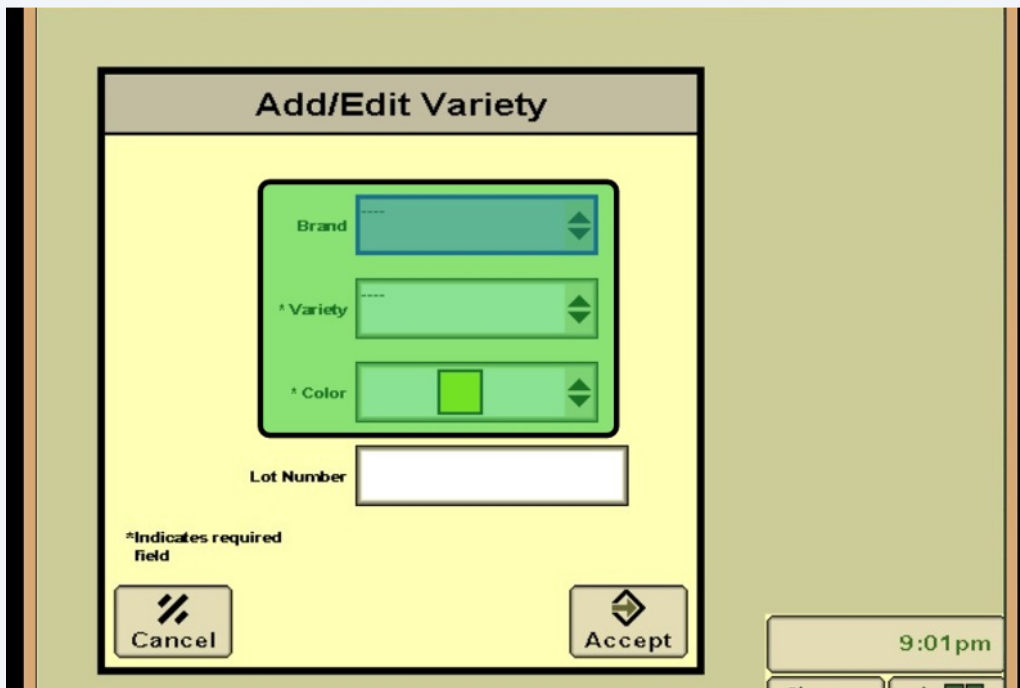 Add/Edit Variety
Brand ----
* Variety ----
* Color
Lot Number
*Indicates required
field
Cancel
Accept
9:01pm